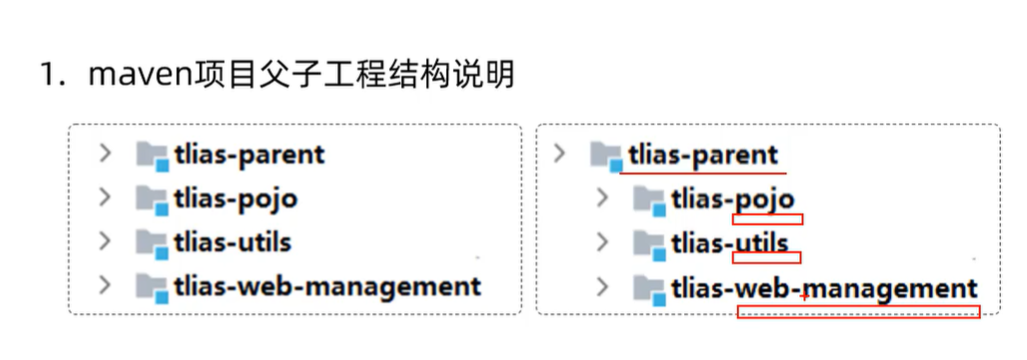 1. maven项目父子工程结构说明
tlias-parent
tlias-pojo
tlias-utils
tlias-web-management
tlias-parent
tlias-pojo
tlias-utils
tlias-web-management